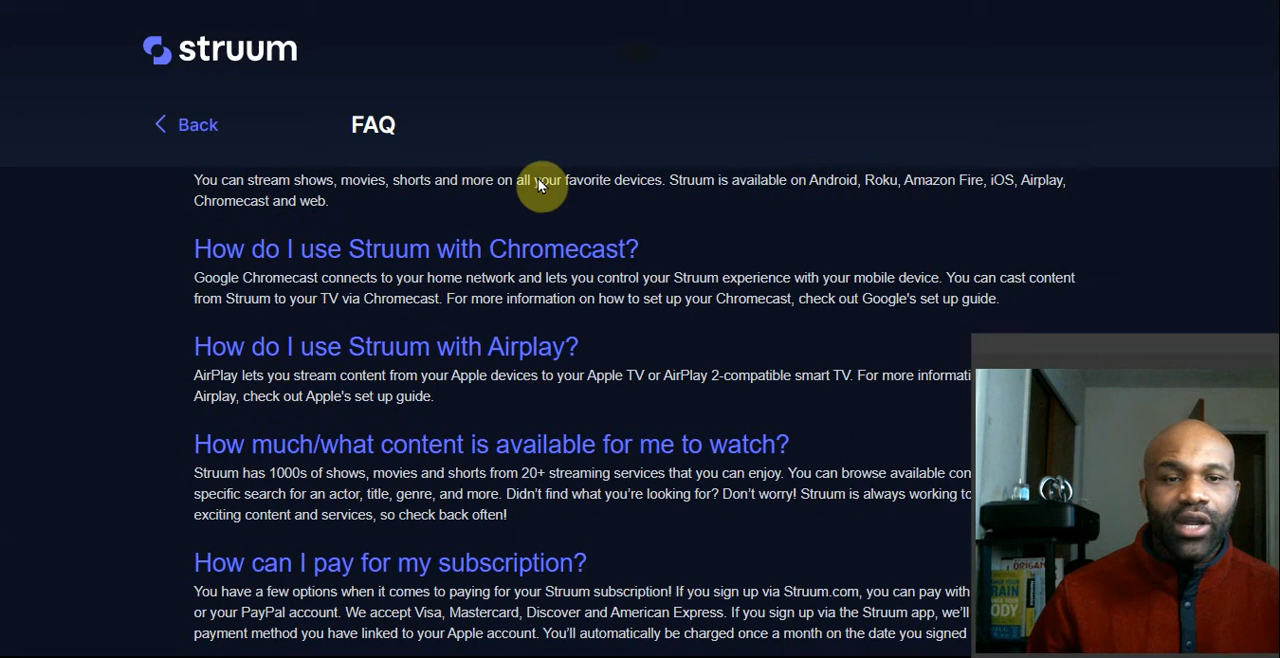 struum
Back
FAQ
You can stream shows, movies, shorts and more on all your favorite devices. Struum is available on Android, Roku, Amazon Fire, iOS, Airplay,
Chromecast and web.
How do I use Struum with Chromecast?
Google Chromecast connects to your home network and lets you control your Struum experience with your mobile device. You can cast content
from Struum to your TV via Chromecast. For more information on how to set up your Chromecast, check out Google's set up guide.
How do I use Struum with Airplay?
AirPlay lets you stream content from your Apple devices to your Apple TV or AirPlay 2-compatible smart TV. For more informati
Airplay, check out Apple's set up guide.
How much/what content is available for me to watch?
Struum has 1000s of shows, movies and shorts from 20+ streaming services that you can enjoy. You can browse available con
specific search for an actor, title, genre, and more. Didn't find what you're looking for? Don't worry! Struum is always working to
exciting content and services, so check back often!
How can I pay for my subscription?
You have a few options when it comes to paying for your Struum subscription! If you sign up via Struum.com, you can pay with
or your PayPal account. We accept Visa, Mastercard, Discover and American Express. If you sign up via the Struum app, we'll
payment method you have linked to your Apple account. You'll automatically be charged once a month on the date you signed
ORIGAN
BODY